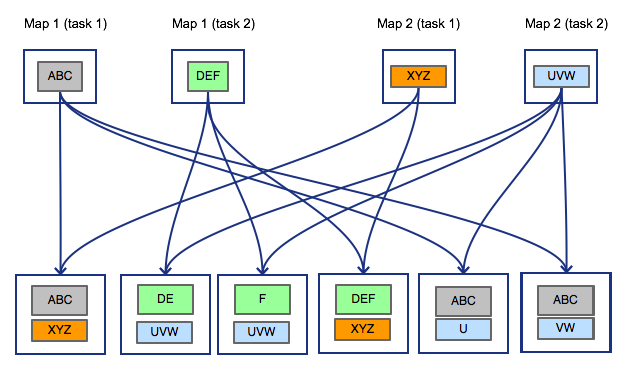 Map 1 (task 1)
Map 1 (task 2)
Map 2 (task 1)
Map 2 (task 2)
ABC
DEF
XYZ
UVW
ABC
XYZ
DE
UVW
F
UVW
DEF
XYZ
ABC
U
ABC
VW